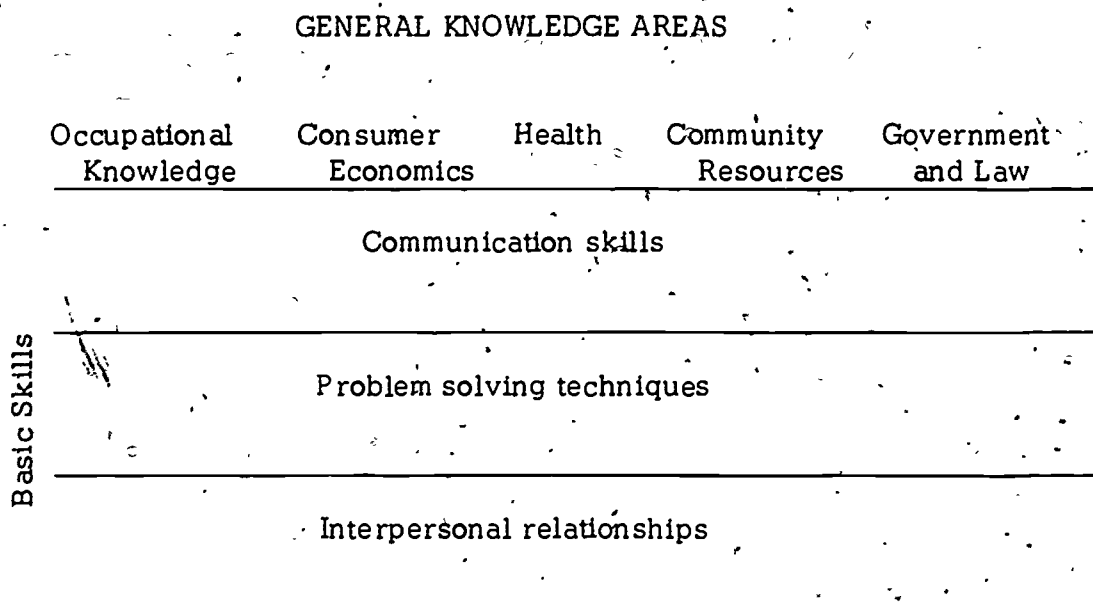 GENERAL KNOWLEDGE AREAS
Occupational Consumer Health Community Government
Knowledge Economics Resources and Law
Communication skills
Basic Skills
Problem solving techniques
Interpersonal relationships